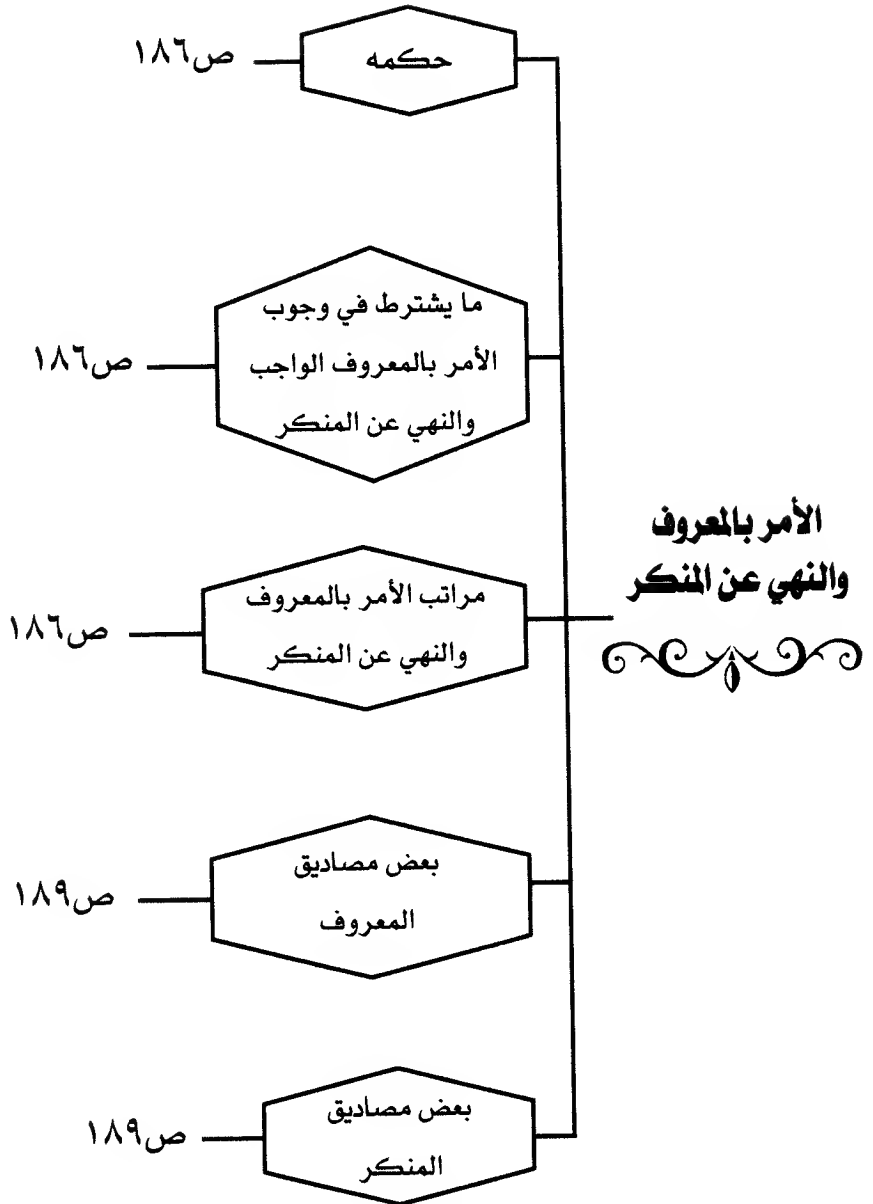 الأمر بالمعروف
والنهي عن المنكر
حكمه
ص١٨٦
ما يشترط في وجوب
الأمر بالمعروف الواجب
والنهي عن المنكر
ص١٨٦
مراتب الأمر بالمعروف
والنهي عن المنكر
ص١٨٦
بعض مصاديق
المعروف
ص١٨٩
بعض مصاديق
المنكر
ص١٨٩